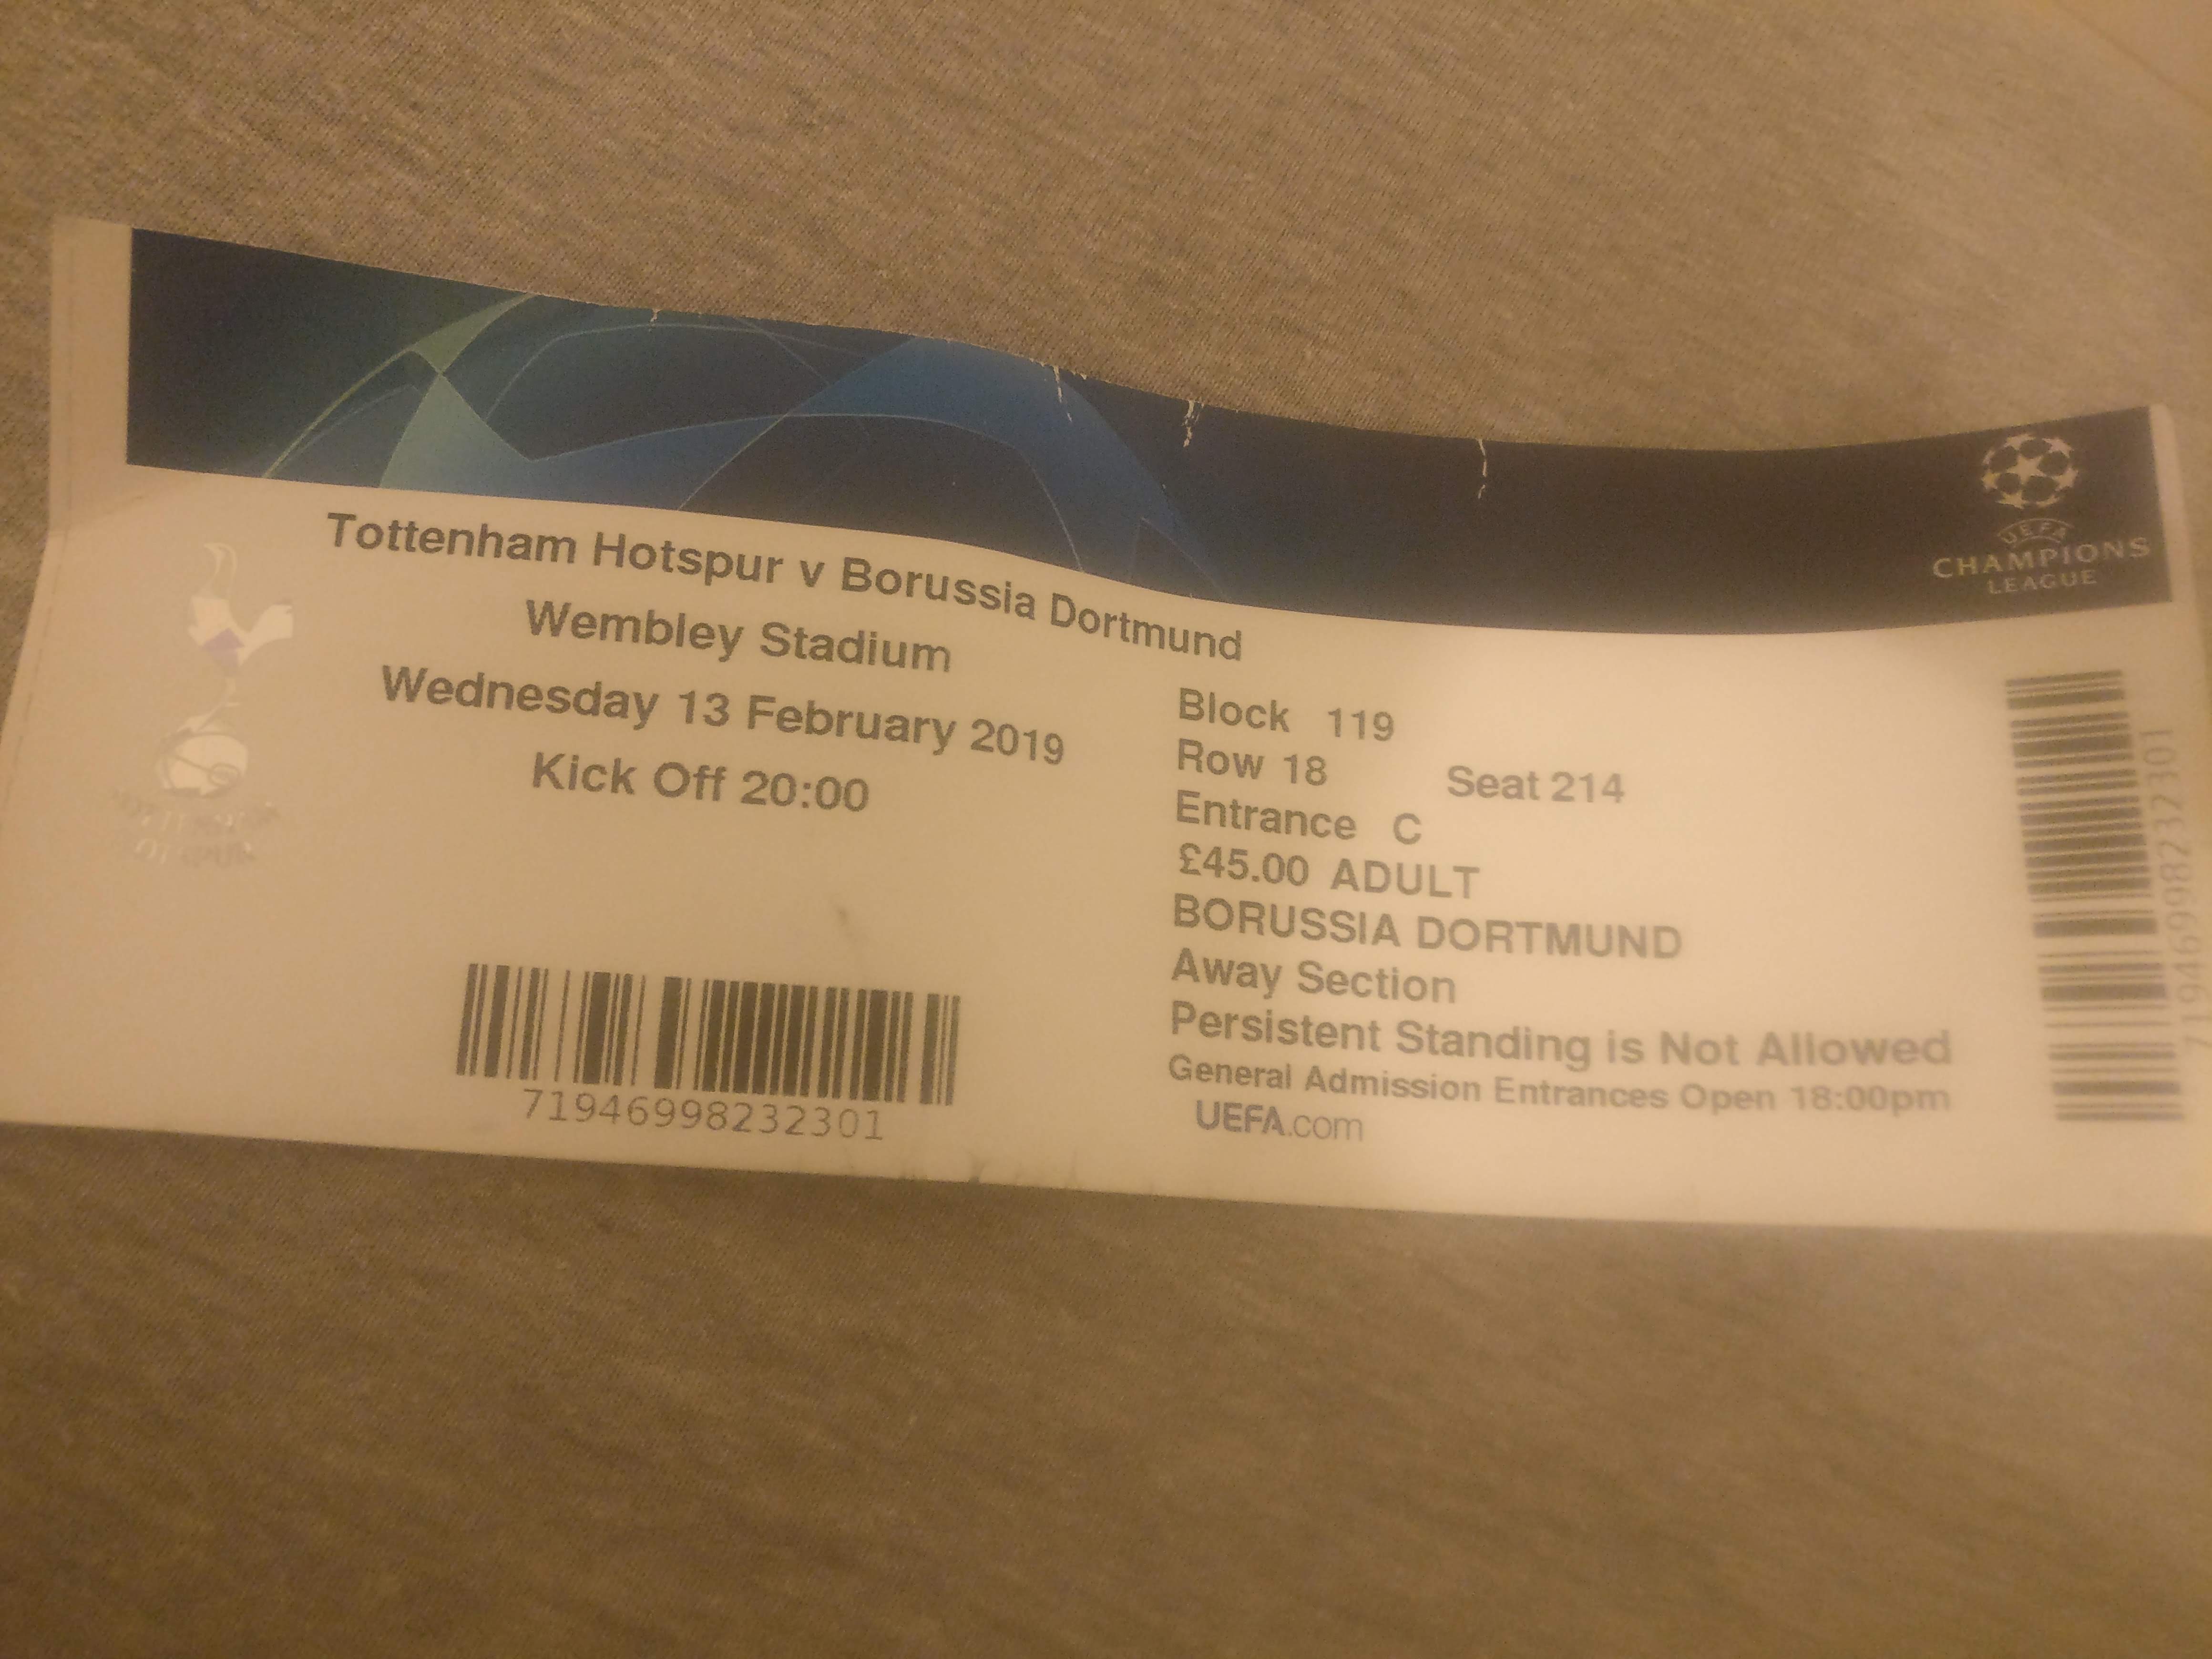 UEFA
CHAMPIONS
LEAGUE
Tottenham Hotspur v Borussia Dortmund
Wembley Stadium
Wednesday 13 February 2019
Kick Off 20:00
Block 119
Row 18 Seat 214
Entrance C
£45.00 ADULT
BORUSSIA DORTMUND
Away Section
Persistent Standing is Not Allowed
General Admission Entrances Open 18:00pm
UEFA.com
71946998232301
71946998232301